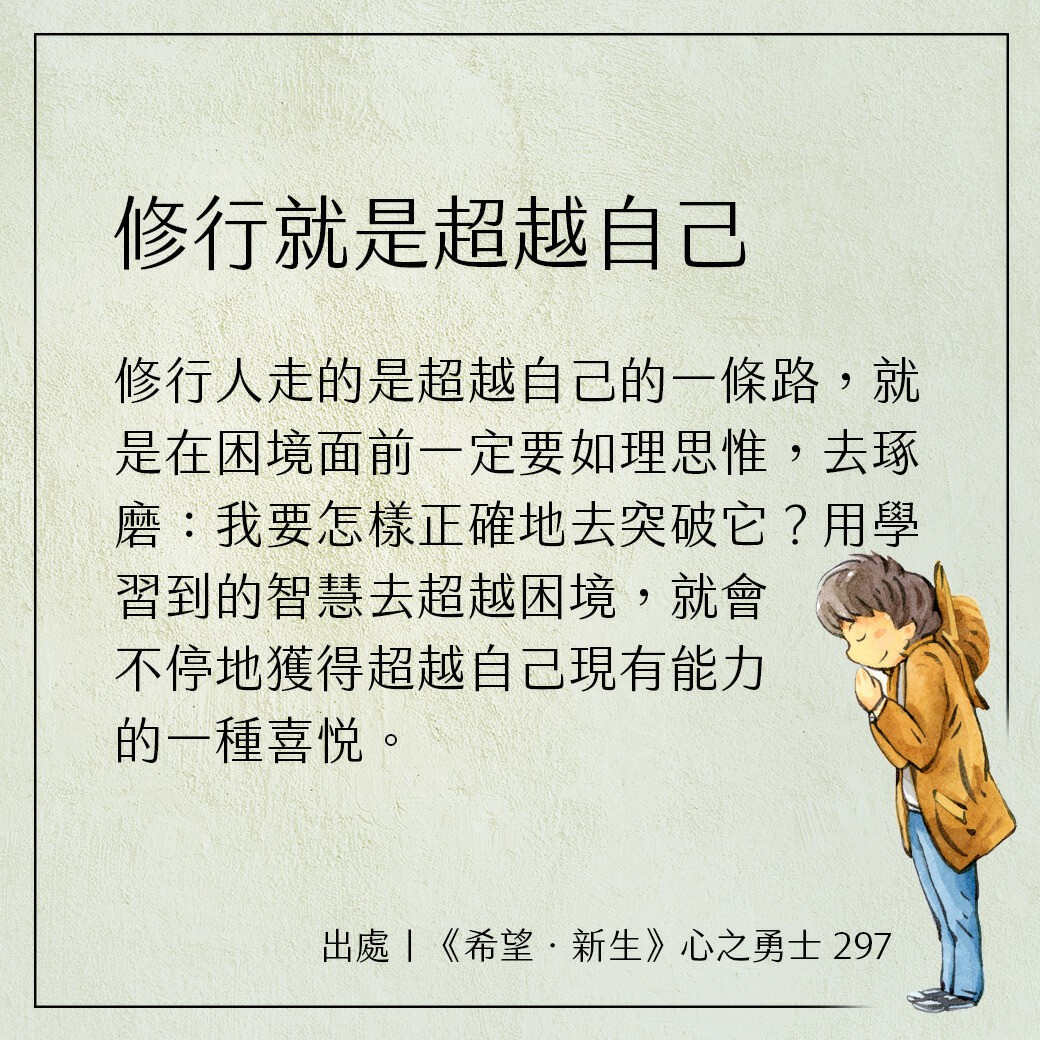 修行就是超越自己
修行人走的是超越自己的一條路，就
是在困境面前一定要如理思惟，去琢
磨：我要怎樣正確地去突破它？用學
習到的智慧去超越困境，就會
不停地獲得超越自己現有能力
的一種喜悅。
出處｜《希望．新生》心之勇士 297